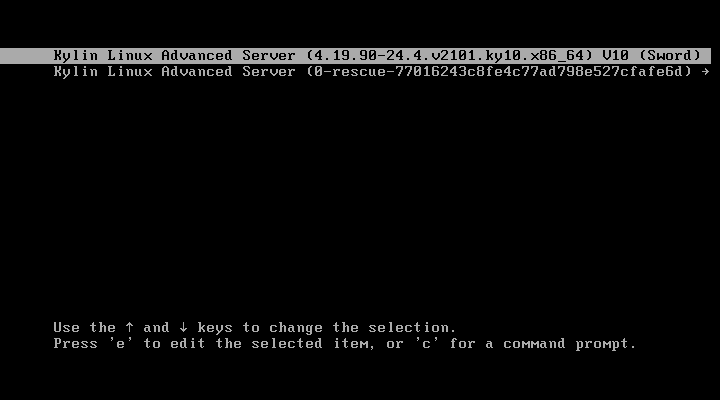 Kylin Linux Advanced Server (4.19.90-24.4.v2101.ky10.x86_64) V10 (Sword)
Kylin Linux Advanced Server (0-rescue-77016243c8fe4c77ad798e527cfafe6d) →
Use the ↑ and ↓ keys to change the selection.
Press 'e' to edit the selected item, or 'c' for a command prompt.